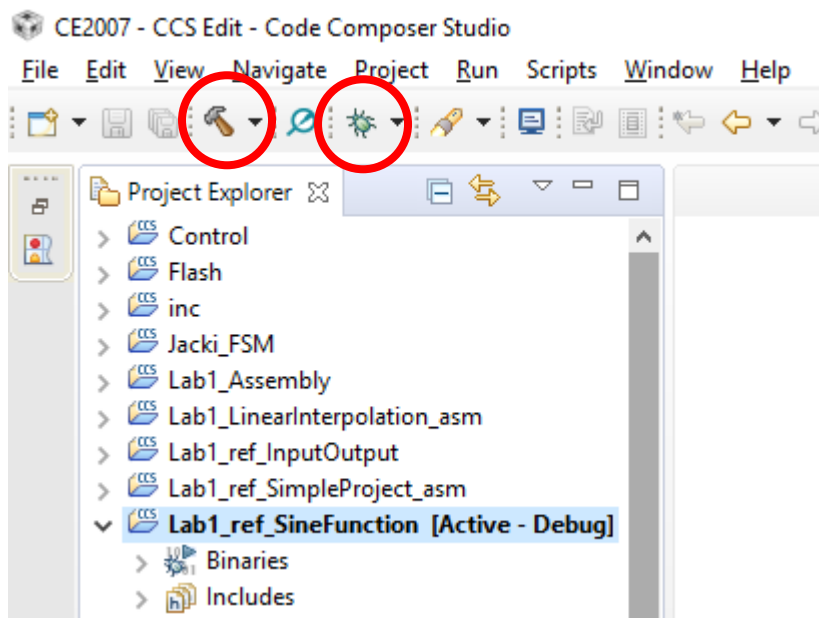 CE2007 - CCS Edit - Code Composer Studio
File Edit View Navigate Project Run Scripts Window Help
Project Explorer
Control
Flash
inc
Jacki_FSM
Lab1_Assembly
Lab1_LinearInterpolation_asm
Lab1_ref_InputOutput
Lab1_ref_SimpleProject_asm
Lab1_ref_SineFunction [Active - Debug]
Binaries
Includes